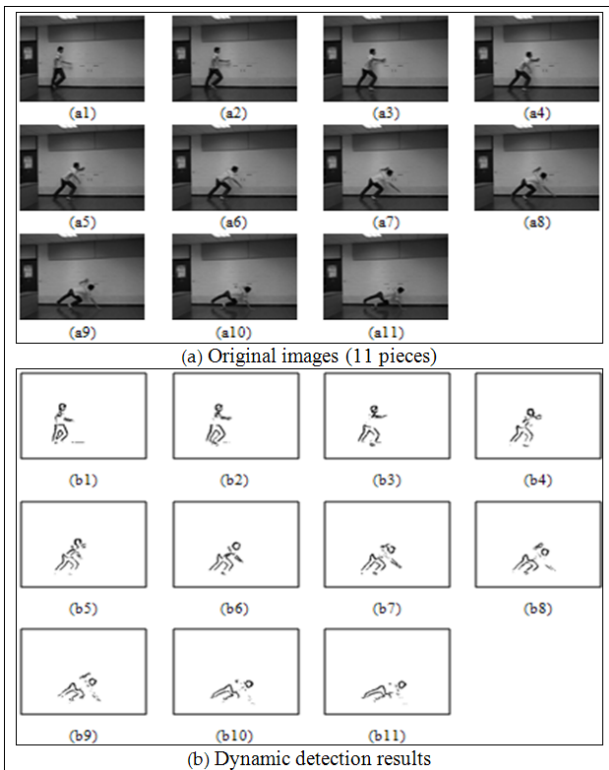 (a1) (a2) (a3) (a4)
(a5) (a6) (a7) (a8)
(a9) (a10) (a11)
(a) Original images (11 pieces)
(b1) (b2) (b3) (b4)
(b5) (b6) (b7) (b8)
(b9) (b10) (b11)
(b) Dynamic detection results